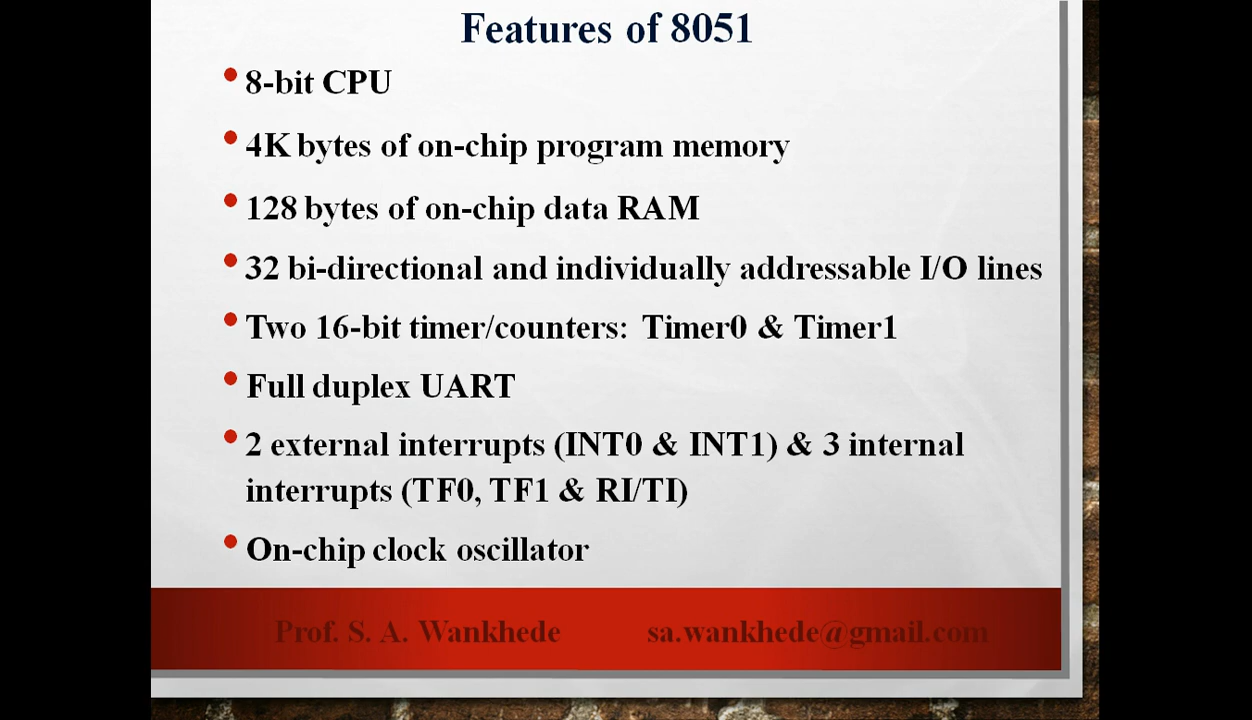 Features of 8051
• 8-bit CPU
• 4K bytes of on-chip program memory
• 128 bytes of on-chip data RAM
• 32 bi-directional and individually addressable I/O lines
• Two 16-bit timer/counters: Timer0 & Timer1
• Full duplex UART
• 2 external interrupts (INT0 & INT1) & 3 internal
interrupts (TF0, TF1 & RI/TI)
• On-chip clock oscillator
Prof. S. A. Wankhede sa.wankhede@gmail.com